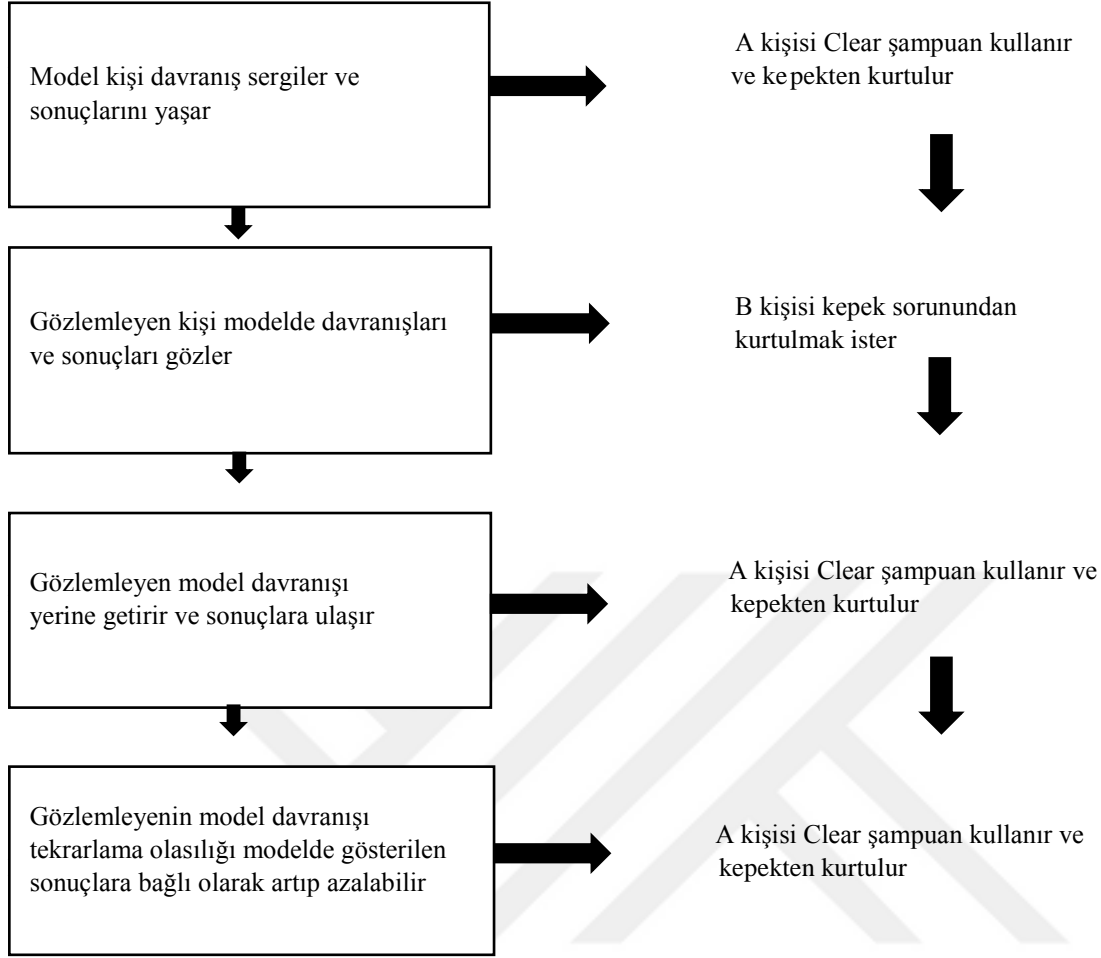 Model kişi davranış sergiler ve
sonuçlarını yaşar
A kişisi Clear şampuan kullanır
ve kepekten kurtulur
Gözlemleyen kişi modelde davranışları
ve sonuçları gözler
B kişisi kepek sorunundan
kurtulmak ister
Gözlemleyen model davranışı
yerine getirir ve sonuçlara ulaşır
A kişisi Clear şampuan kullanır ve
kepekten kurtulur
Gözlemleyenin model davranışı
tekrarlama olasılığı modelde gösterilen
sonuçlara bağlı olarak artıp azalabilir
A kişisi Clear şampuan kullanır ve
kepekten kurtulur